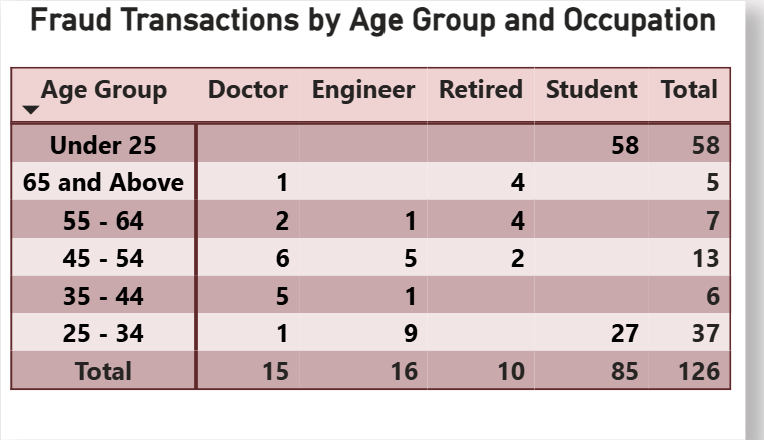 Fraud Transactions by Age Group and Occupation
Age Group Doctor Engineer Retired Student Total
Under 25 58 58
65 and Above 1 4 5
55 - 64 2 1 4 7
45 - 54 6 5 2 13
35 - 44 5 1 6
25 - 34 1 9 27 37
Total 15 16 10 85 126